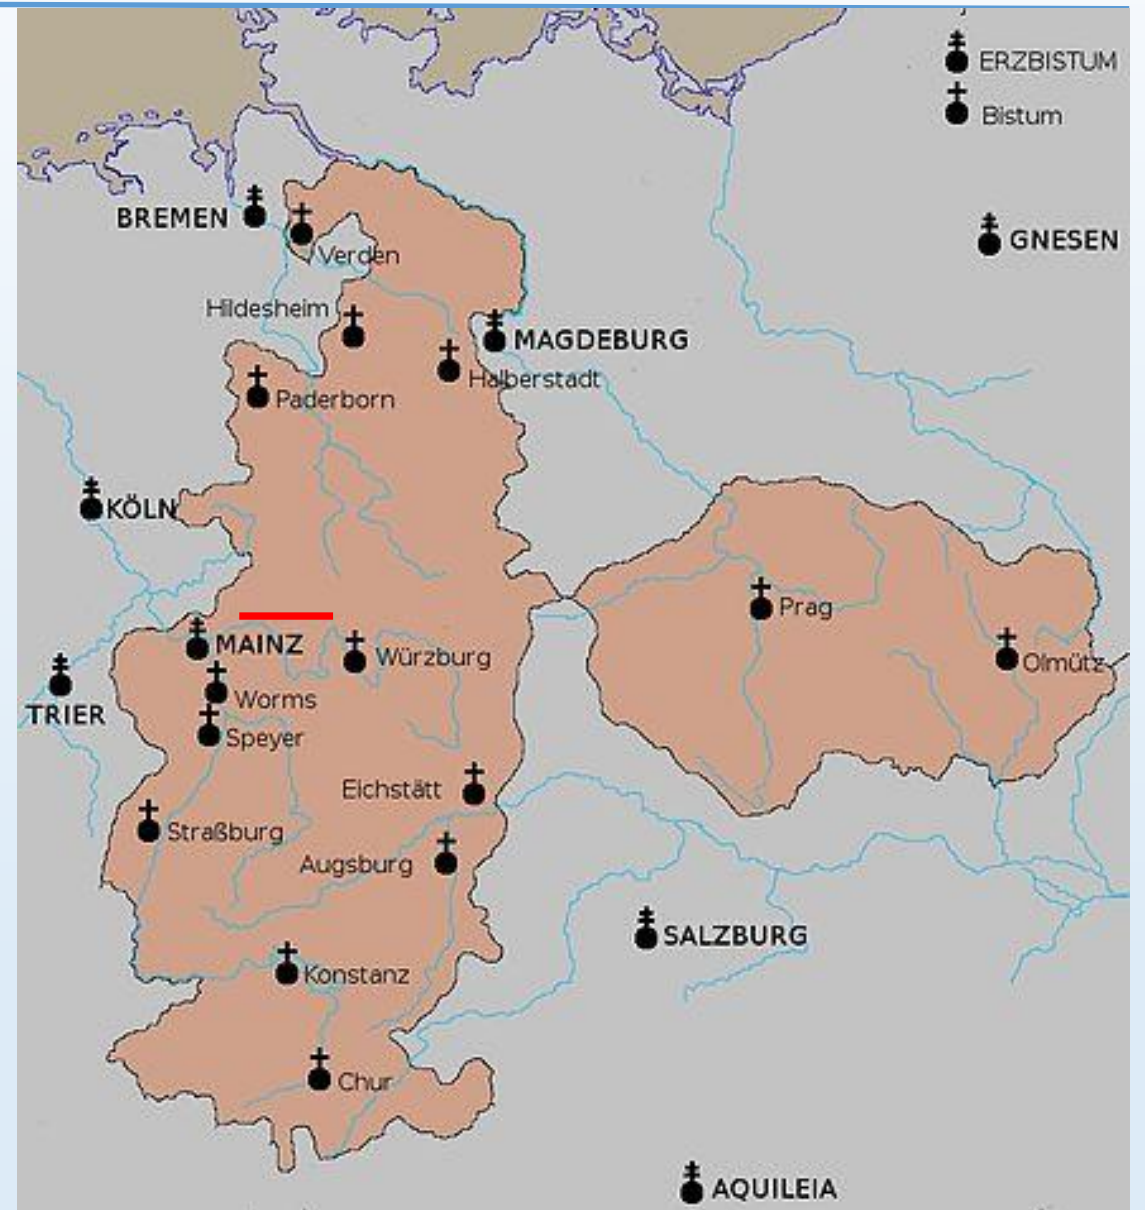 ERZBISTUM
Bistum
BREMEN
Verden
GNESEN
Hildesheim
MAGDEBURG
Halberstadt
Paderborn
KÖLN
Prag
MAINZ
Würzburg
Olmütz
Worms
TRIER
Speyer
Eichstätt
Straßburg
Augsburg
SALZBURG
Konstanz
Chur
AQUILEIA